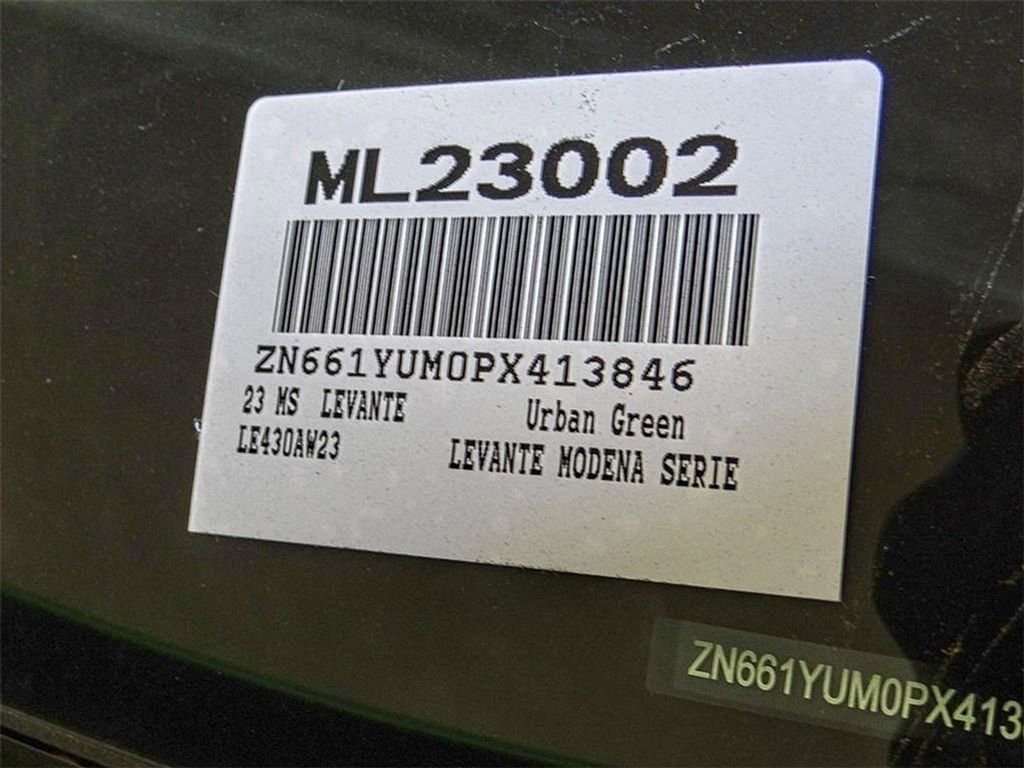 ML23002
ZN661YUM0PX413846
23 MS LEVANTE Urban Green
LE430AW23 LEVANTE MODENA SERIE
ZN661YUM0PX413